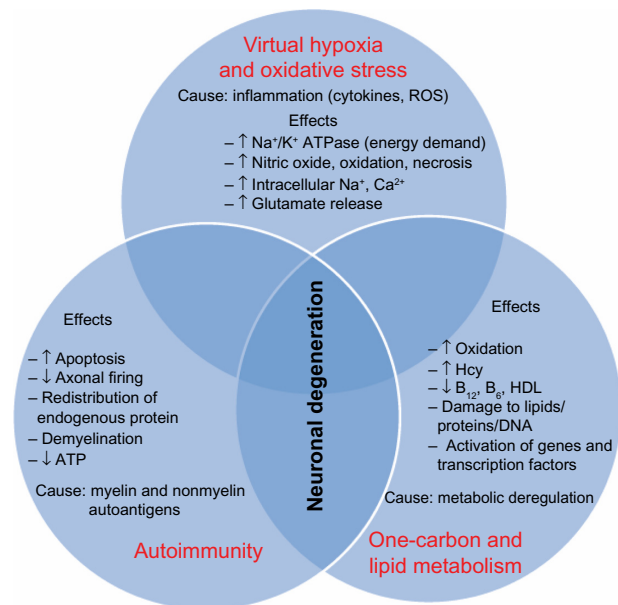 Virtual hypoxia
and oxidative stress
Cause: inflammation (cytokines, ROS)
Effects
– ↑ Na⁺/K⁺ ATPase (energy demand)
– ↑ Nitric oxide, oxidation, necrosis
– ↑ Intracellular Na⁺, Ca²⁺
– ↑ Glutamate release
Neuronal degeneration
Effects
– ↑ Apoptosis
– ↓ Axonal firing
– Redistribution of
endogenous protein
– Demyelination
– ↓ ATP
Cause: myelin and nonmyelin
autoantigens
Autoimmunity
Effects
– ↑ Oxidation
– ↑ Hcy
– ↓ B₁₂, B₆, HDL
– Damage to lipids/
proteins/DNA
– Activation of genes and
transcription factors
Cause: metabolic deregulation
One-carbon and
lipid metabolism